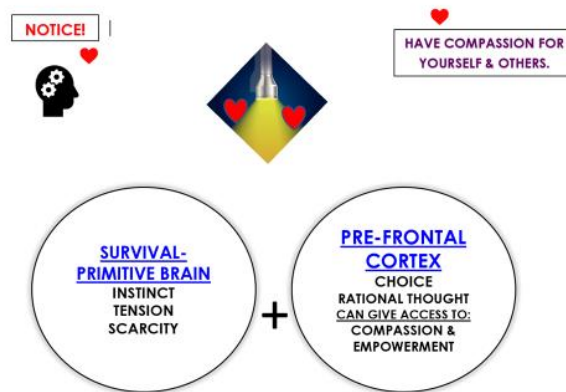 NOTICE!
HAVE COMPASSION FOR
YOURSELF & OTHERS.
SURVIVAL-
PRIMITIVE BRAIN
INSTINCT
TENSION
SCARCITY
+
PRE-FRONTAL
CORTEX
CHOICE
RATIONAL THOUGHT
CAN GIVE ACCESS TO:
COMPASSION &
EMPOWERMENT